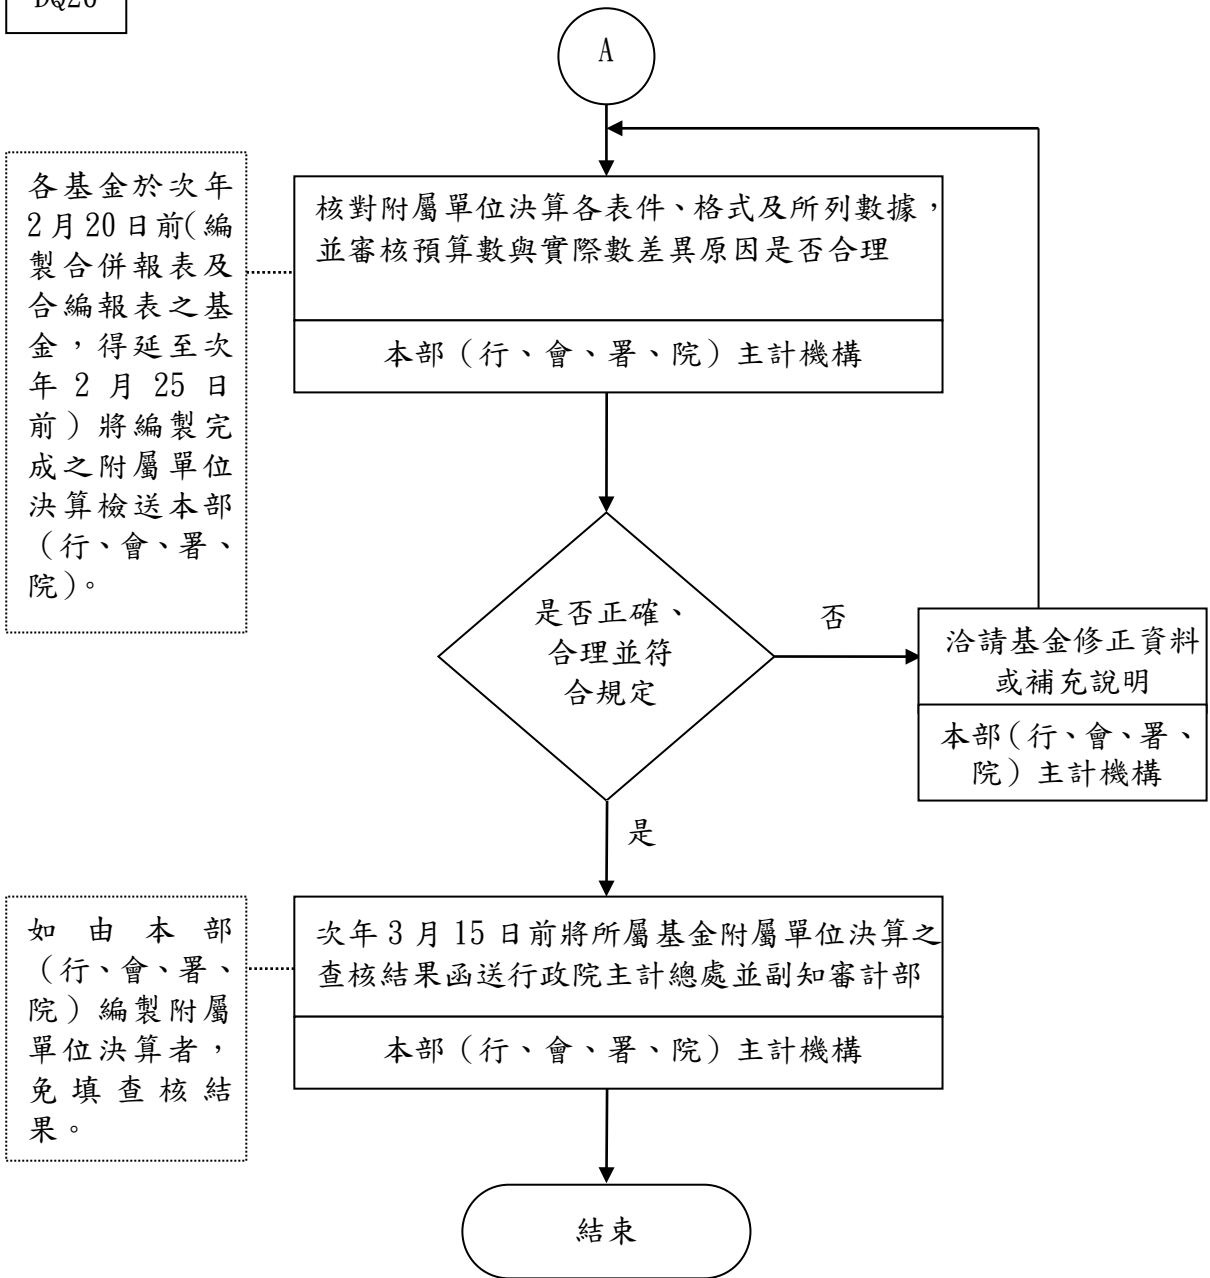 A
各基金於次年
2月20日前(編
製合併報表及
合編報表之基
金，得延至次
年2月25日
前）將編製完
成之附屬單位
決算檢送本部
（行、會、署、
院）。
核對附屬單位決算各表件、格式及所列數據，
並審核預算數與實際數差異原因是否合理
本部（行、會、署、院）主計機構
是否正確、
合理並符
合規定
否
洽請基金修正資料
或補充說明
本部（行、會、署、
院）主計機構
是
如由本部
（行、會、署、
院）編製附屬
單位決算者，
免填查核結
果。
次年3月15日前將所屬基金附屬單位決算之
查核結果函送行政院主計總處並副知審計部
本部（行、會、署、院）主計機構
結束